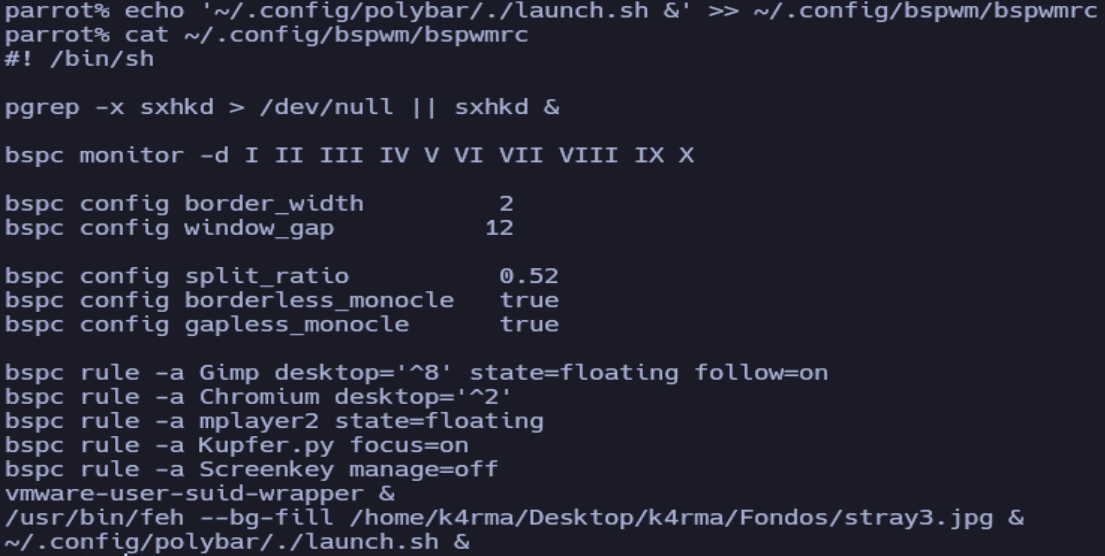 parrot% echo '~/.config/polybar/./launch.sh &' >> ~/.config/bspwm/bspwmrc
parrot% cat ~/.config/bspwm/bspwmrc
#! /bin/sh
pgrep -x sxhkd > /dev/null || sxhkd &
bspc monitor -d I II III IV V VI VII VIII IX X
bspc config border_width         2
bspc config window_gap          12
bspc config split_ratio          0.52
bspc config borderless_monocle   true
bspc config gapless_monocle      true
bspc rule -a Gimp desktop='^8' state=floating follow=on
bspc rule -a Chromium desktop='^2'
bspc rule -a mplayer2 state=floating
bspc rule -a Kupfer.py focus=on
bspc rule -a Screenkey manage=off
vmware-user-suid-wrapper &
/usr/bin/feh --bg-fill /home/k4rma/Desktop/k4rma/Fondos/stray3.jpg &
~/.config/polybar/./launch.sh &